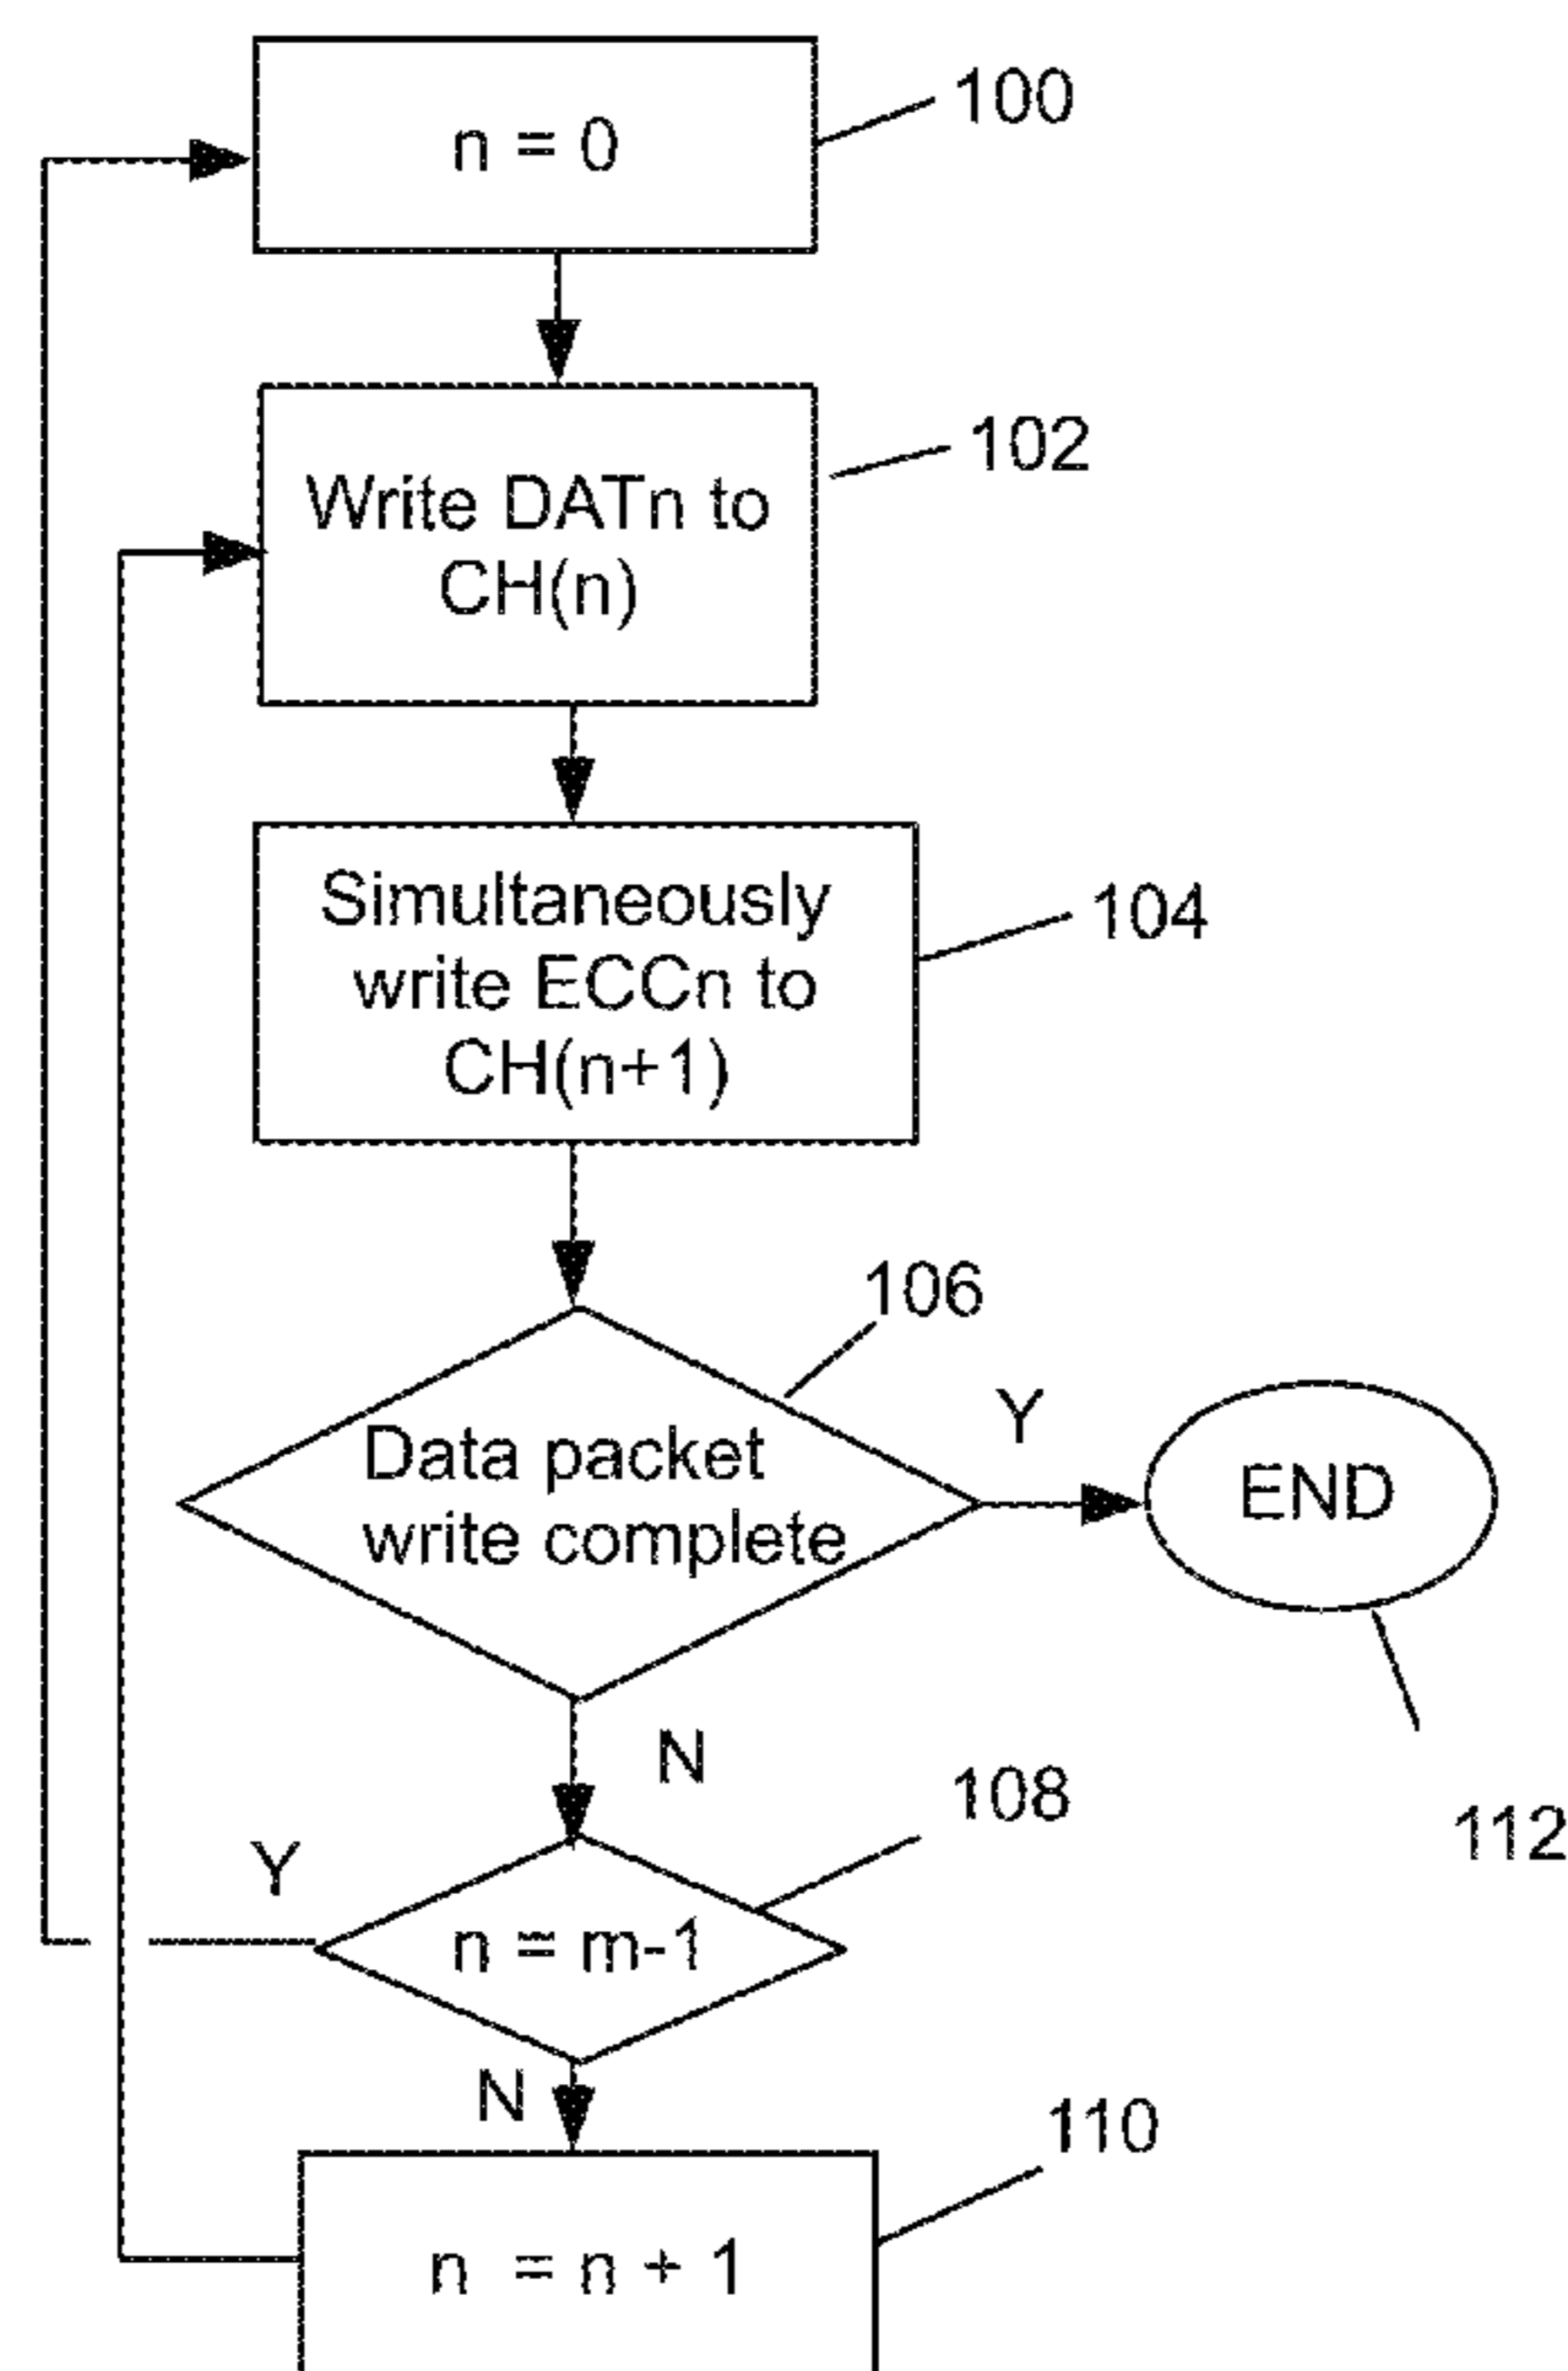 n = 0
100
Write DATn to
CH(n)
102
Simultaneously
write ECCn to
CH(n+1)
104
106
Data packet
write complete
Y
END
112
N
108
Y
n = m-1
N
110
n = n + 1